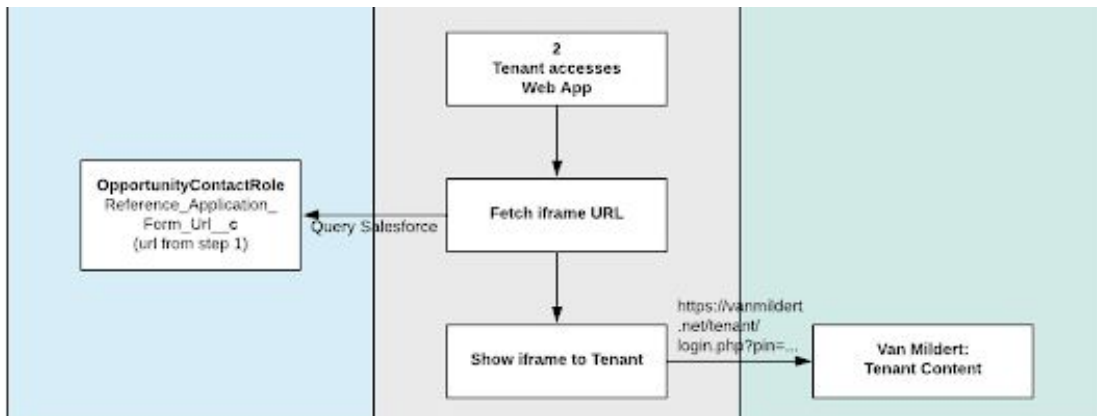 2
Tenant accesses
Web App
OpportunityContactRole
Reference_Application_
Form_Url__c
(url from step 1)
Query Salesforce
Fetch iframe URL
Show iframe to Tenant
https://vanmildert
.net/tenant/
login.php?pin=...
Van Mildert:
Tenant Content